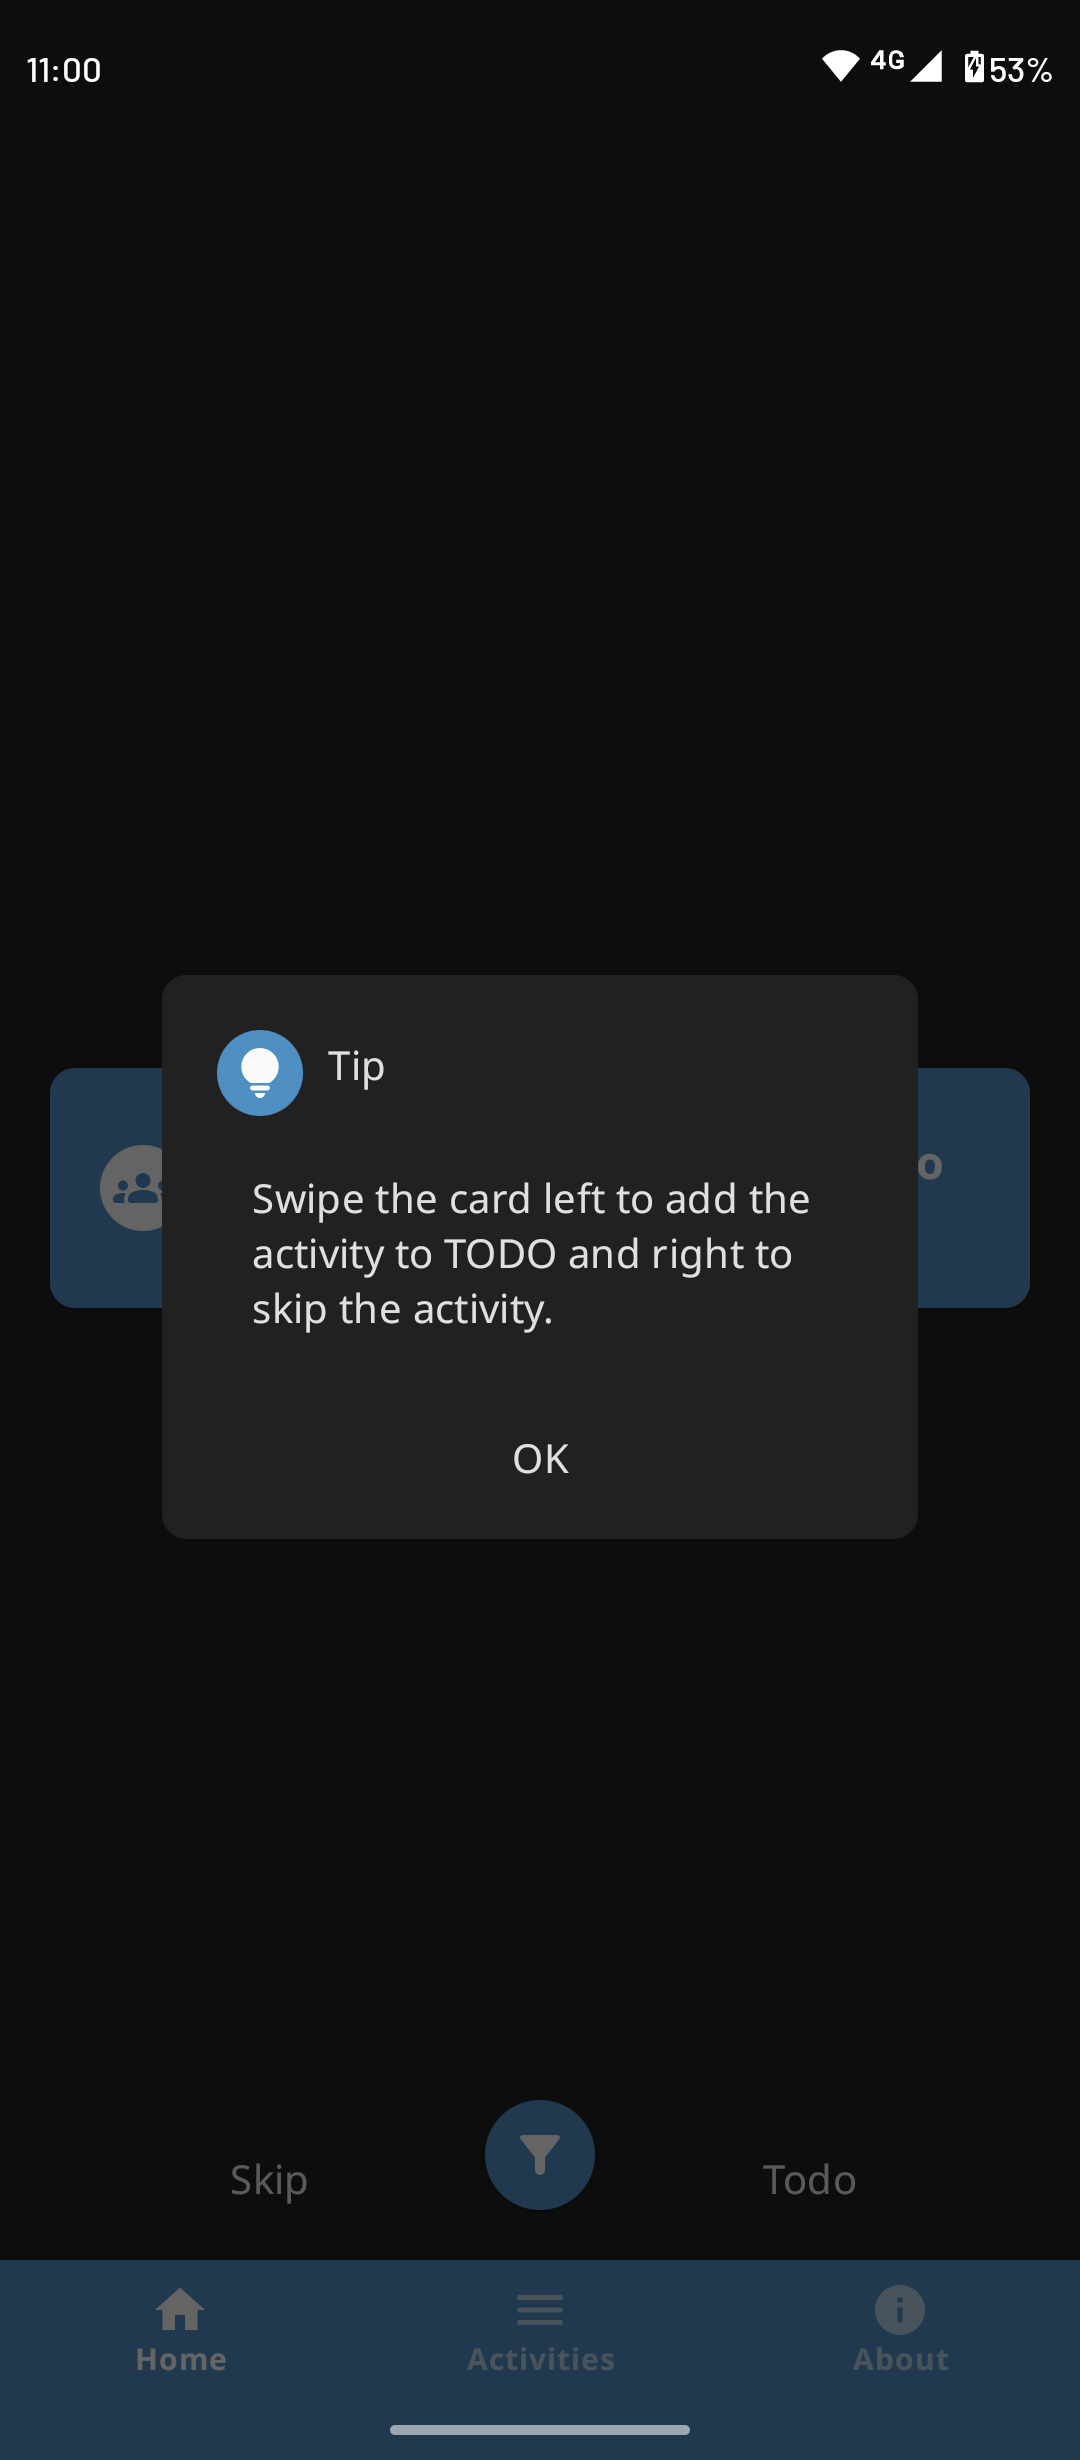 11:00
4G 53%
Tip
o
Swipe the card left to add the
activity to TODO and right to
skip the activity.
OK
Skip
Todo
Home
Activities
About